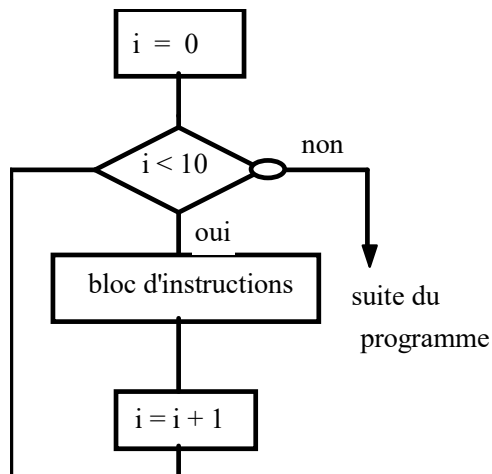 i = 0
i < 10
non
oui
bloc d'instructions
suite du
programme
i = i + 1